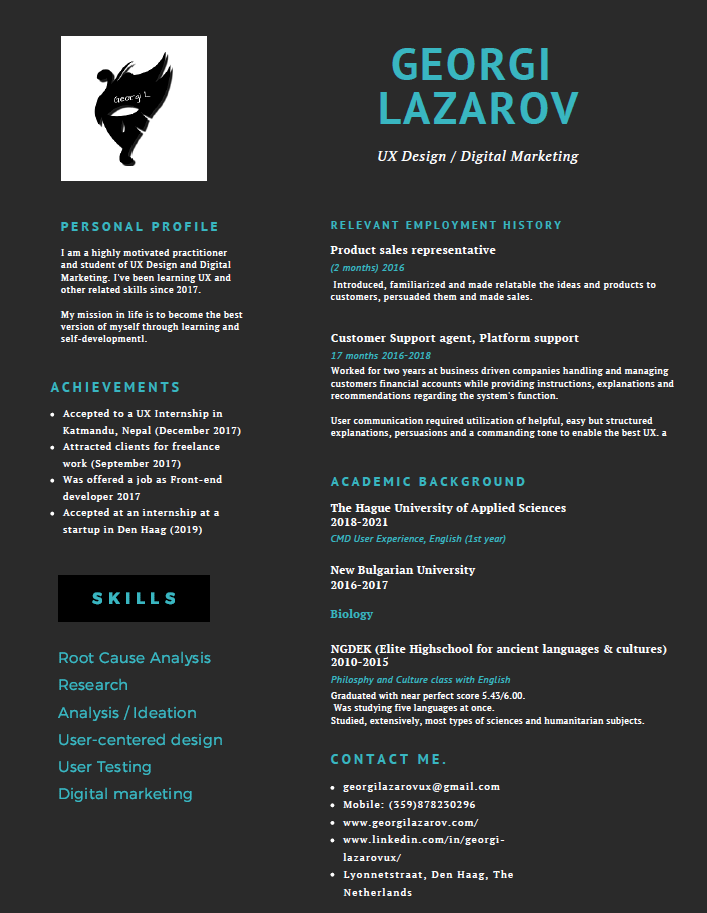 Georgi L
GEORGI
LAZAROV
UX Design / Digital Marketing
PERSONAL PROFILE
I am a highly motivated practitioner
and student of UX Design and Digital
Marketing. I've been learning UX and
other related skills since 2017.
My mission in life is to become the best
version of myself through learning and
self-developmentl.
ACHIEVEMENTS
Accepted to a UX Internship in
Katmandu, Nepal (December 2017)
Attracted clients for freelance
work (September 2017)
Was offered a job as Front-end
developer 2017
Accepted at an internship at a
startup in Den Haag (2019)
SKILLS
Root Cause Analysis
Research
Analysis / Ideation
User-centered design
User Testing
Digital marketing
RELEVANT EMPLOYMENT HISTORY
Product sales representative
(2 months) 2016
Introduced, familiarized and made relatable the ideas and products to
customers, persuaded them and made sales.
Customer Support agent, Platform support
17 months 2016-2018
Worked for two years at business driven companies handling and managing
customers financial accounts while providing instructions, explanations and
recommendations regarding the system's function.
User communication required utilization of helpful, easy but structured
explanations, persuasions and a commanding tone to enable the best UX. a
ACADEMIC BACKGROUND
The Hague University of Applied Sciences
2018-2021
CMD User Experience, English (1st year)
New Bulgarian University
2016-2017
Biology
NGDEK (Elite Highschool for ancient languages & cultures)
2010-2015
Philosphy and Culture class with English
Graduated with near perfect score 5.43/6.00.
Was studying five languages at once.
Studied, extensively, most types of sciences and humanitarian subjects.
CONTACT ME.
georgilazarovux@gmail.com
Mobile: (359)878230296
www.georgilazarov.com/
www.linkedin.com/in/georgi-
lazarovux/
Lyonnetstraat, Den Haag, The
Netherlands